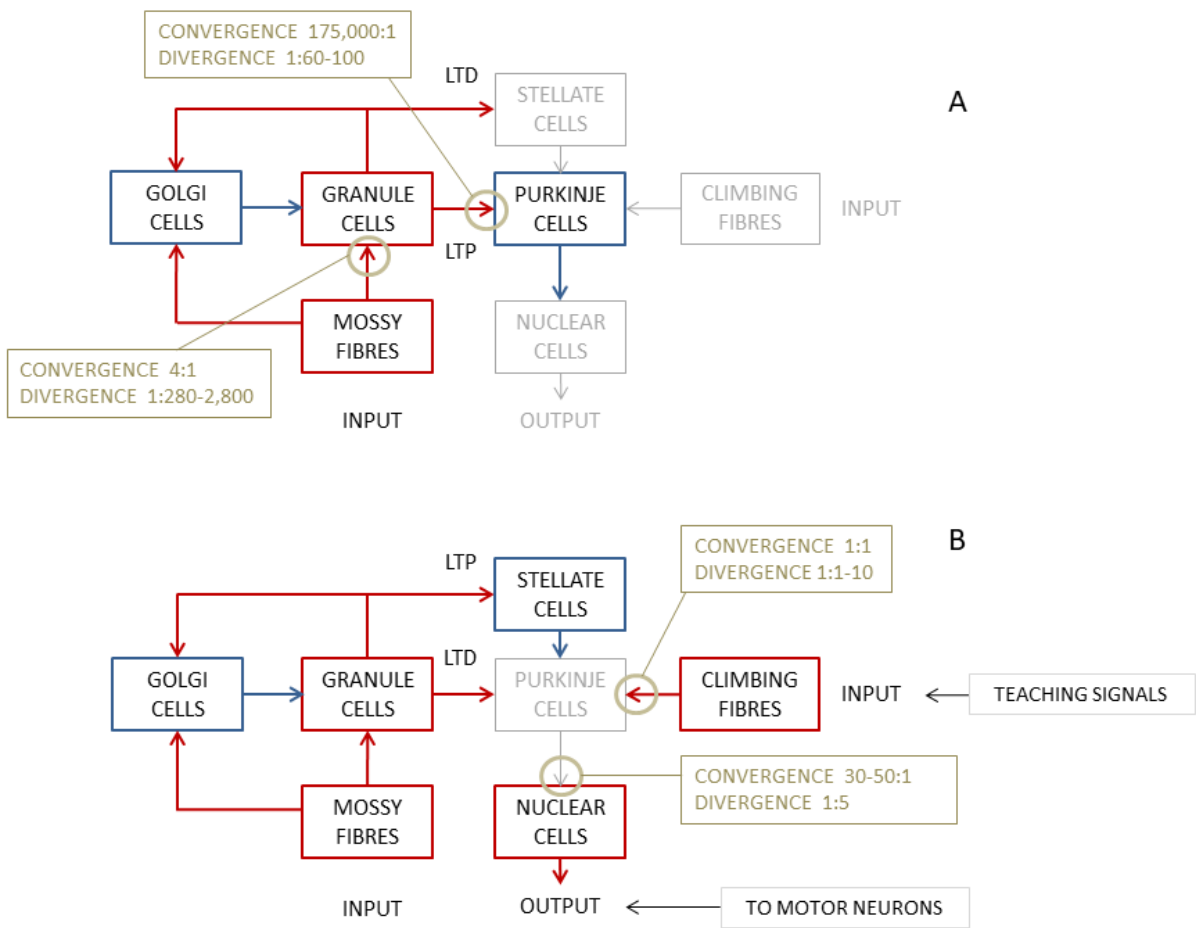 CONVERGENCE 175,000:1
DIVERGENCE 1:60-100
LTD
STELLATE
CELLS
A
GOLGI
CELLS
GRANULE
CELLS
PURKINJE
CELLS
CLIMBING
FIBRES
INPUT
LTP
MOSSY
FIBRES
NUCLEAR
CELLS
CONVERGENCE 4:1
DIVERGENCE 1:280-2,800
INPUT
OUTPUT
B
CONVERGENCE 1:1
DIVERGENCE 1:1-10
LTP
STELLATE
CELLS
LTD
GOLGI
CELLS
GRANULE
CELLS
PURKINJE
CELLS
CLIMBING
FIBRES
INPUT
TEACHING SIGNALS
MOSSY
FIBRES
NUCLEAR
CELLS
CONVERGENCE 30-50:1
DIVERGENCE 1:5
INPUT
OUTPUT
TO MOTOR NEURONS